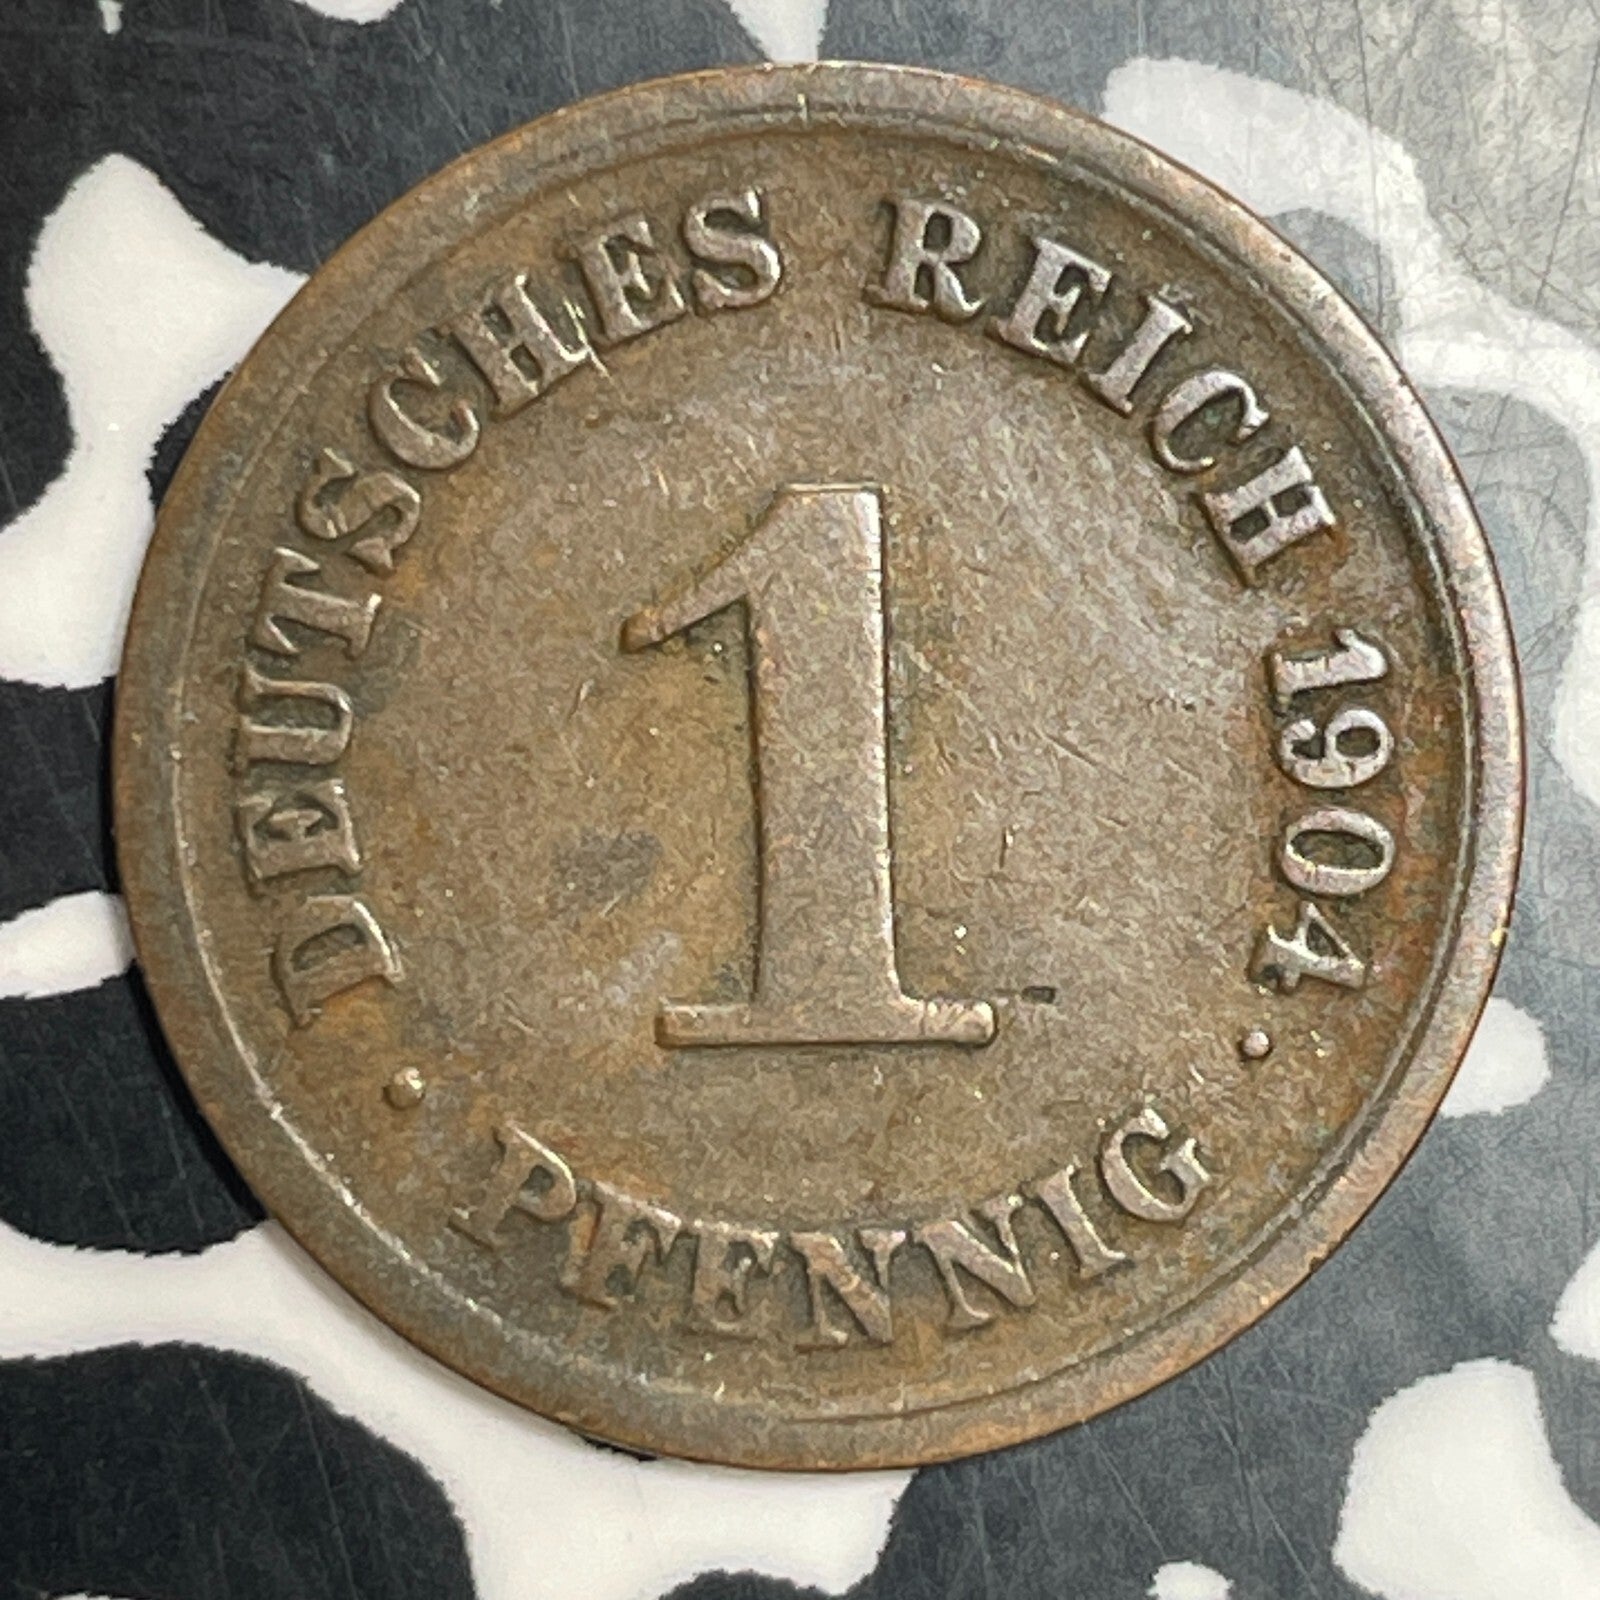 DEUTSCHES REICH 1904
1
· PFENNIG ·